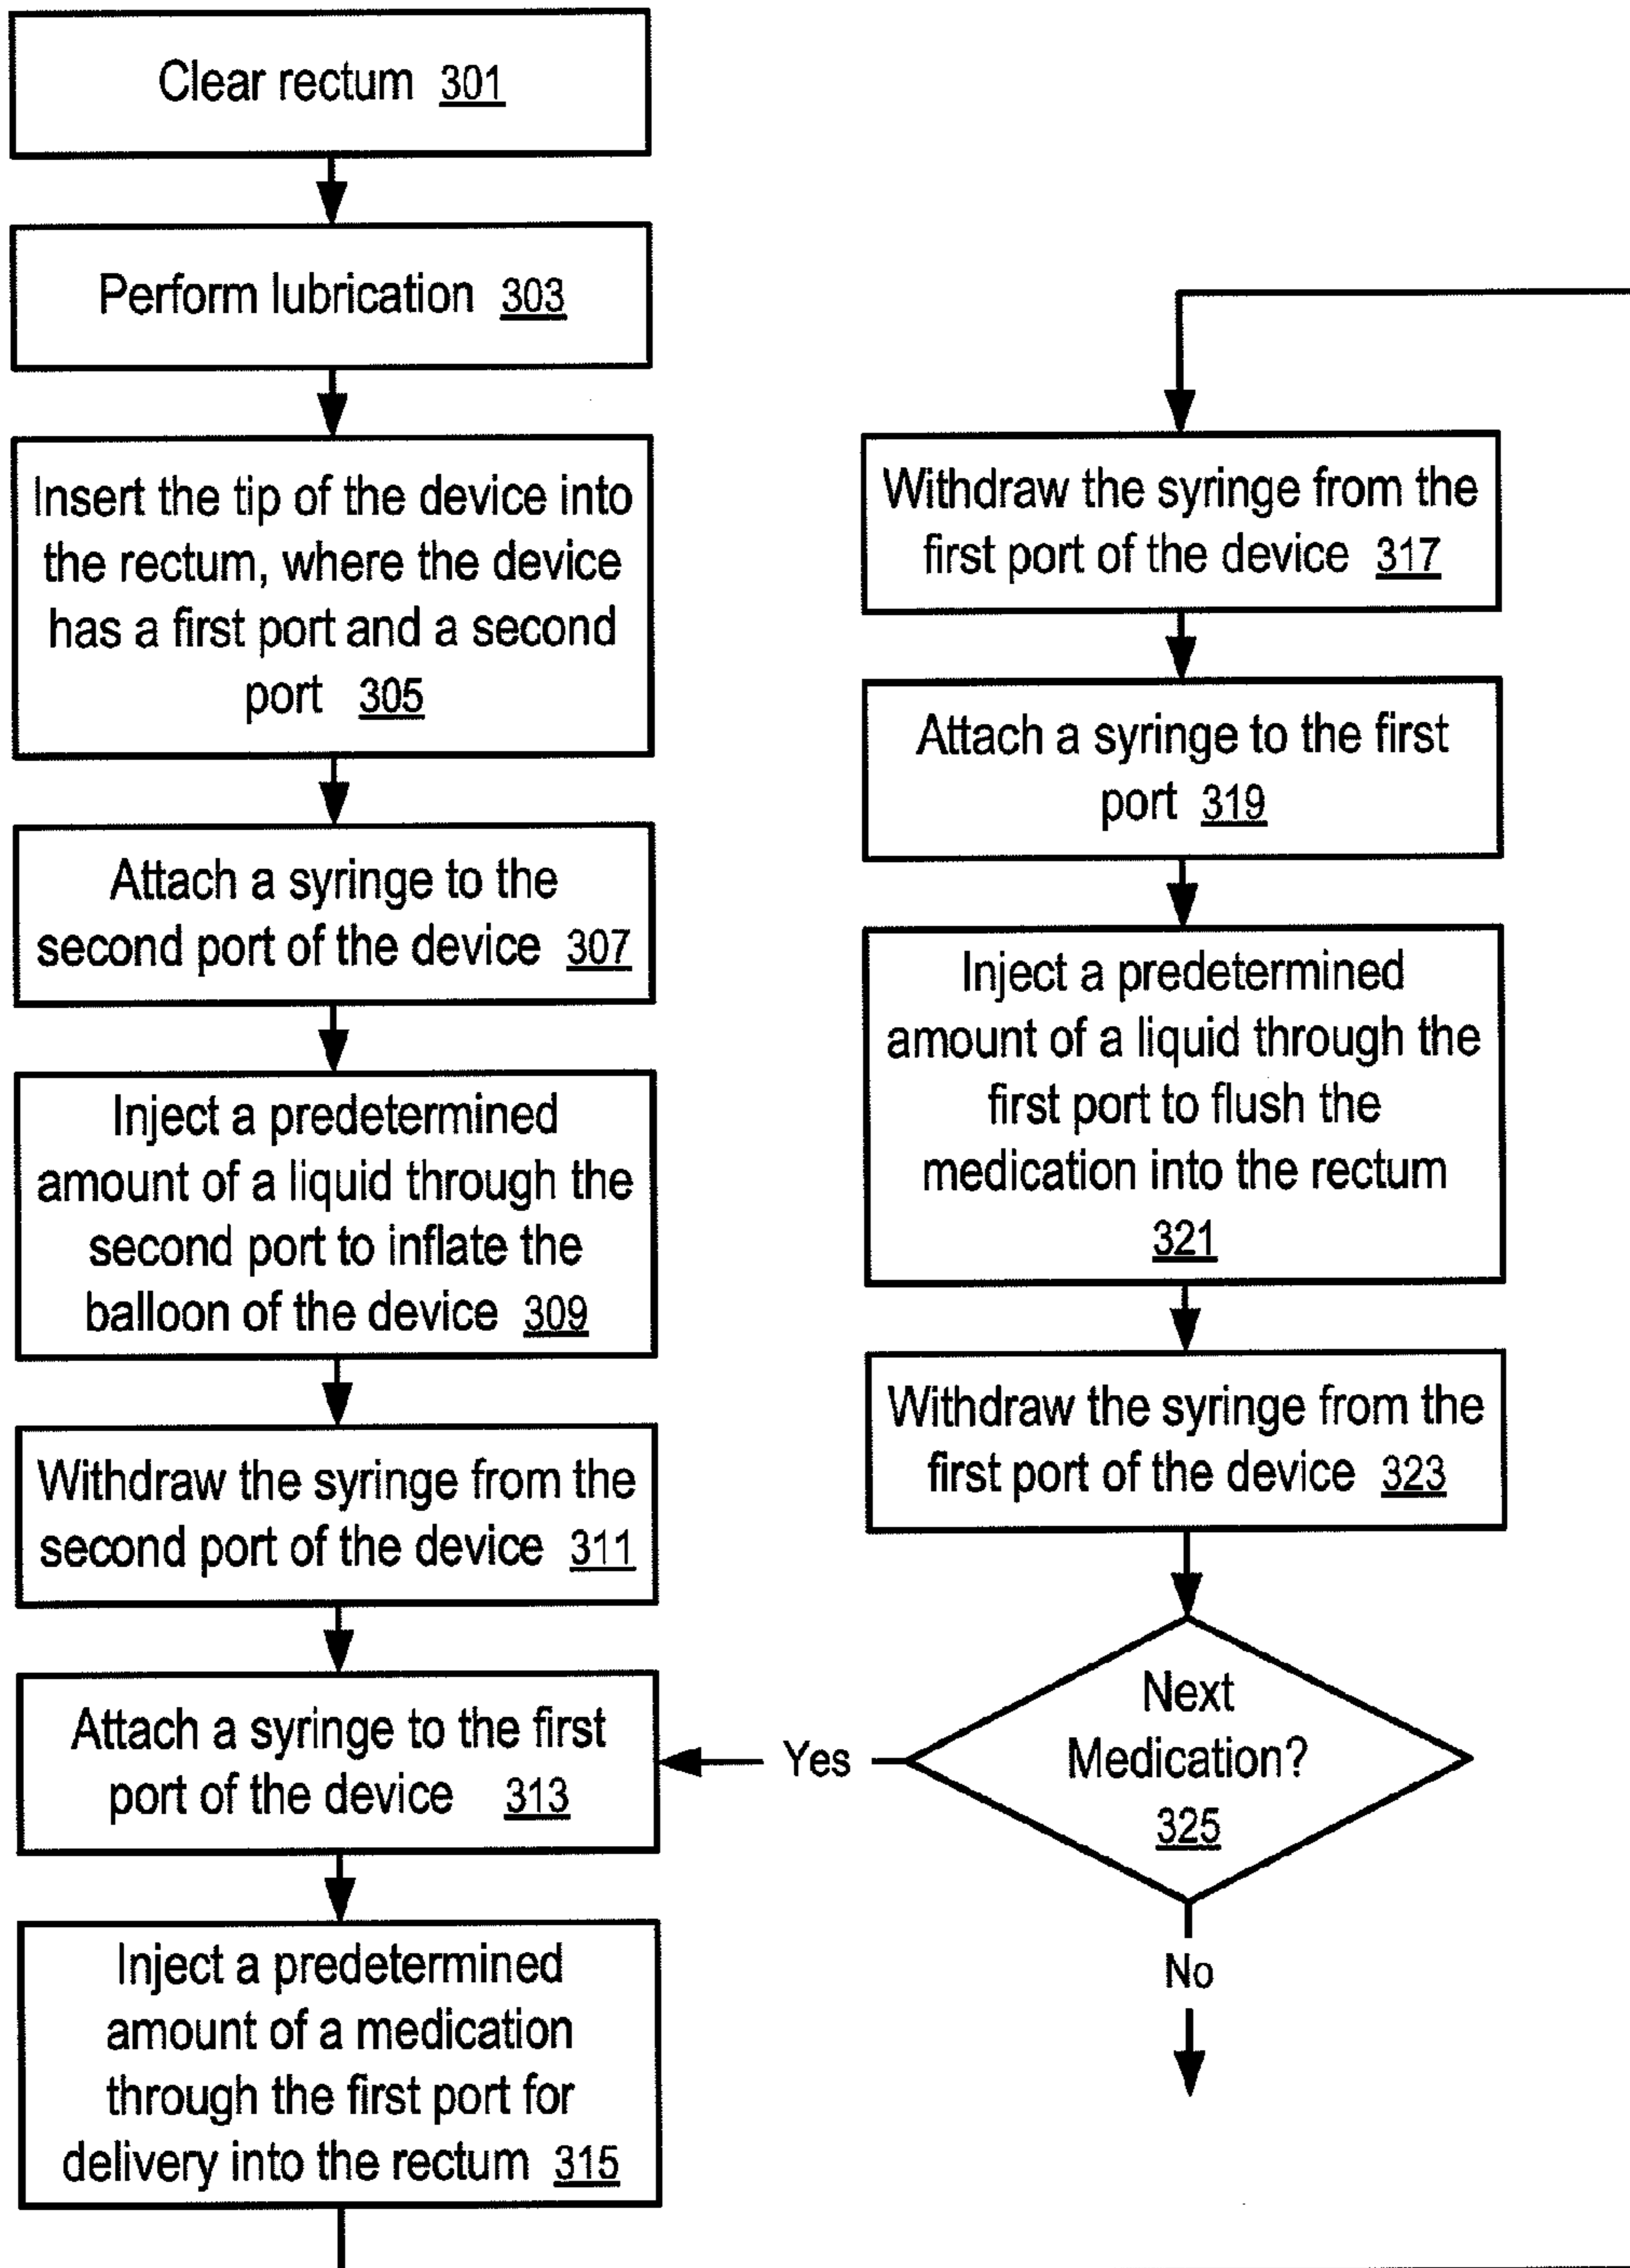 Clear rectum 301
Perform lubrication 303
Insert the tip of the device into
the rectum, where the device
has a first port and a second
port 305
Attach a syringe to the
second port of the device 307
Inject a predetermined
amount of a liquid through the
second port to inflate the
balloon of the device 309
Withdraw the syringe from the
second port of the device 311
Attach a syringe to the first
port of the device 313
Inject a predetermined
amount of a medication
through the first port for
delivery into the rectum 315
Withdraw the syringe from the
first port of the device 317
Attach a syringe to the first
port 319
Inject a predetermined
amount of a liquid through the
first port to flush the
medication into the rectum
321
Withdraw the syringe from the
first port of the device 323
Next
Medication?
325
Yes
No